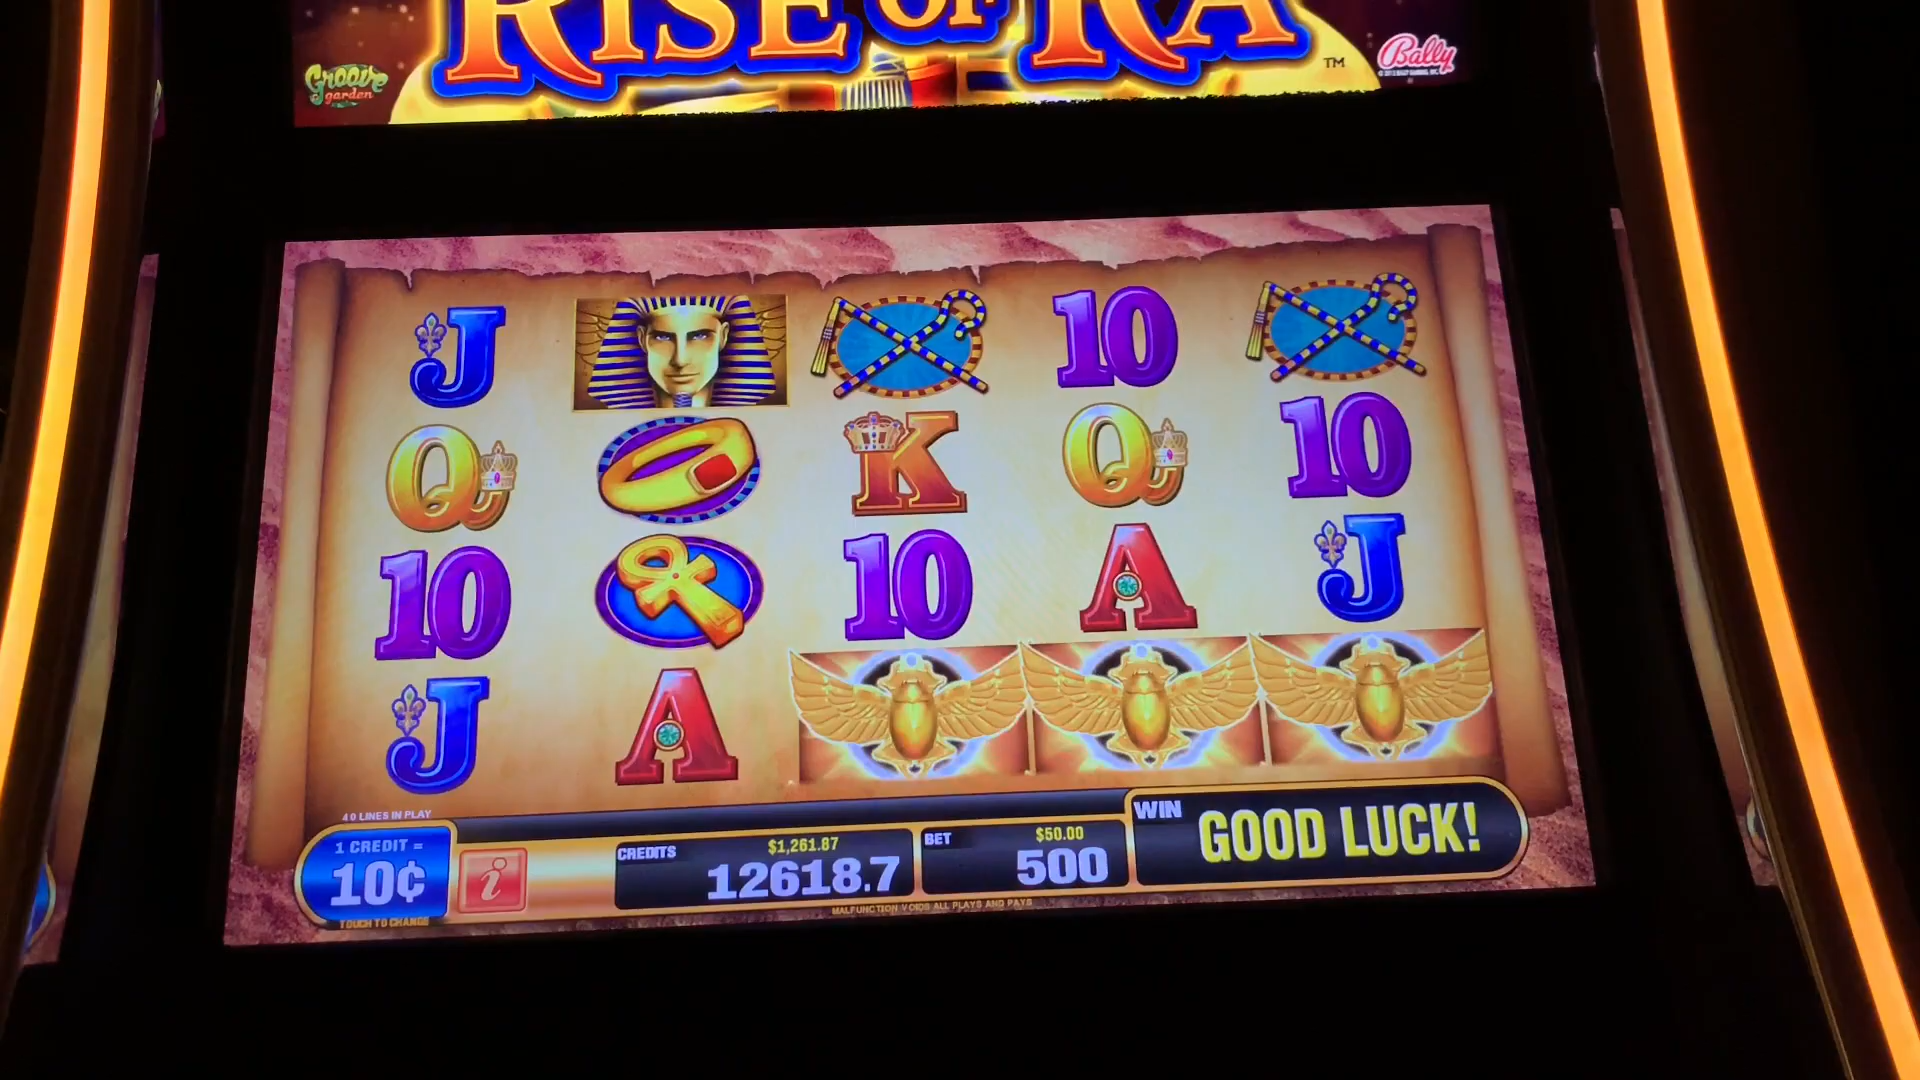 RISE OF RA
TM
Groove
garden
Bally
J 10
Q K Q 10
10 10 A J
J A
40 LINES IN PLAY
1 CREDIT =
10¢
TOUCH TO CHANGE
i
CREDITS
$1,261.87
12618.7
BET
$50.00
500
WIN
GOOD LUCK!
MALFUNCTION VOIDS ALL PLAYS AND PAYS